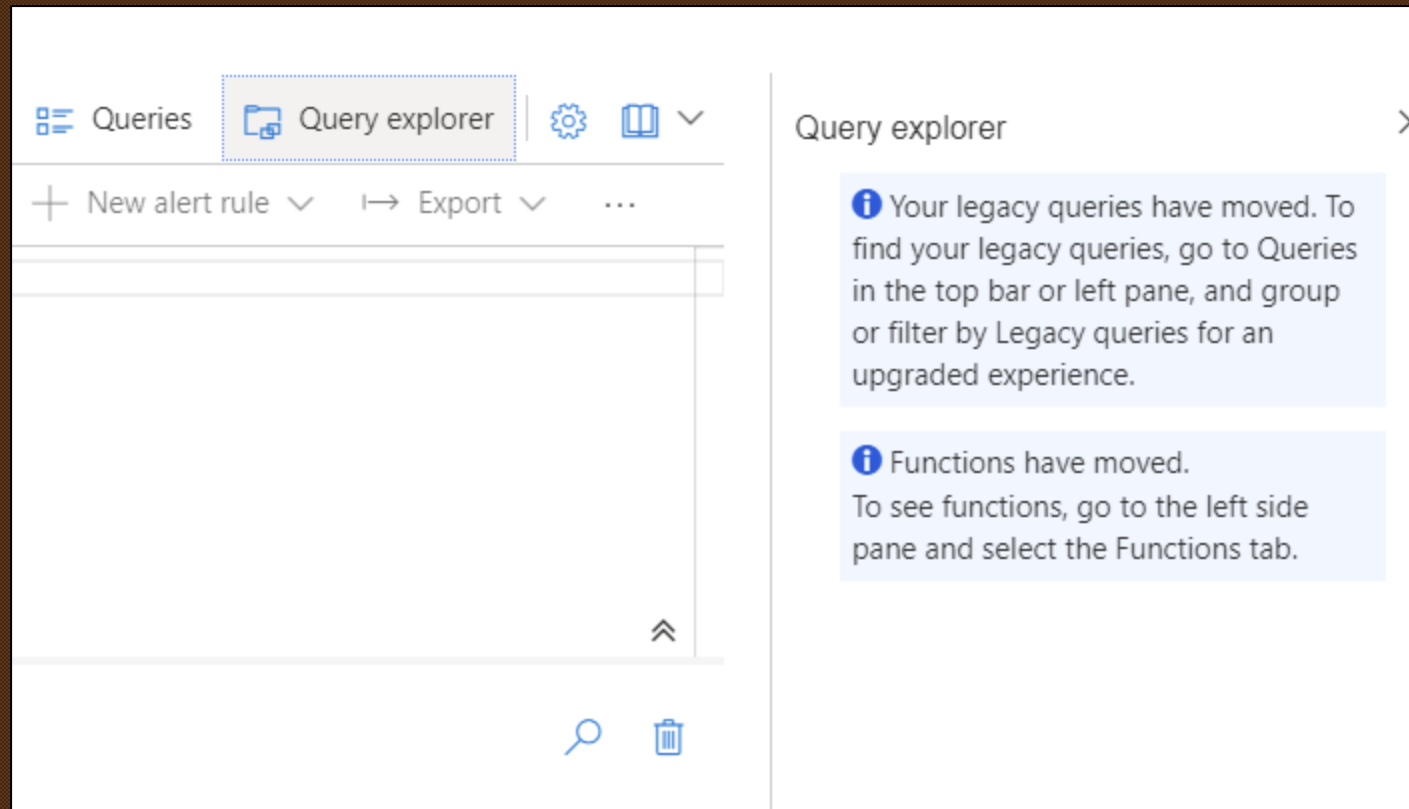 Queries
Query explorer
New alert rule
Export
...
Query explorer
Your legacy queries have moved. To
find your legacy queries, go to Queries
in the top bar or left pane, and group
or filter by Legacy queries for an
upgraded experience.
Functions have moved.
To see functions, go to the left side
pane and select the Functions tab.